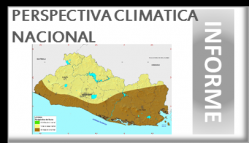 PERSPECTIVA CLIMATICA
NACIONAL
INFORME